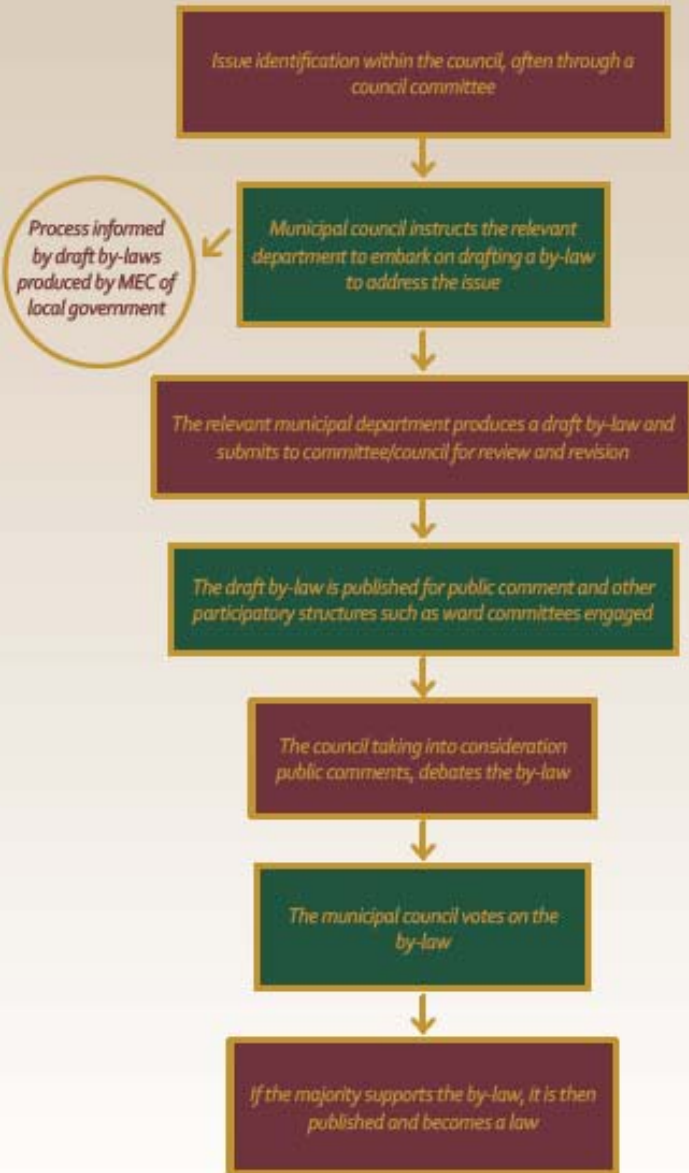 Issue identification within the council, often through a
council committee
Process informed
by draft by-laws
produced by MEC of
local government
Municipal council instructs the relevant
department to embark on drafting a by-law
to address the issue
The relevant municipal department produces a draft by-law and
submits to committee/council for review and revision
The draft by-law is published for public comment and other
participatory structures such as ward committees engaged
The council taking into consideration
public comments, debates the by-law
The municipal council votes on the
by-law
If the majority supports the by-law, it is then
published and becomes a law